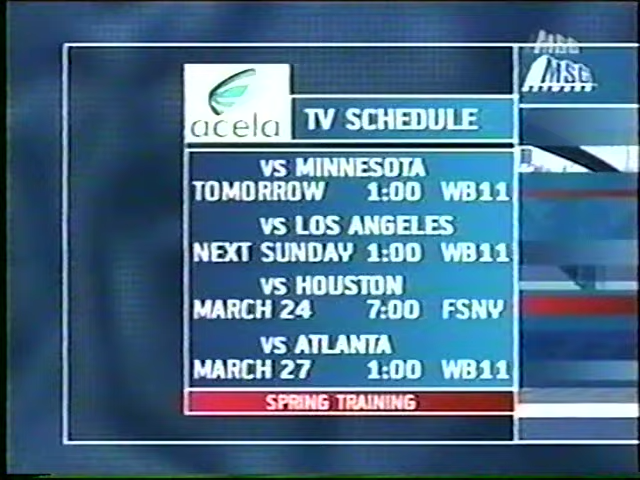 MSG
NETWORK
acela
TV SCHEDULE
VS MINNESOTA
TOMORROW 1:00 WB11
VS LOS ANGELES
NEXT SUNDAY 1:00 WB11
VS HOUSTON
MARCH 24 7:00 FSNY
VS ATLANTA
MARCH 27 1:00 WB11
SPRING TRAINING